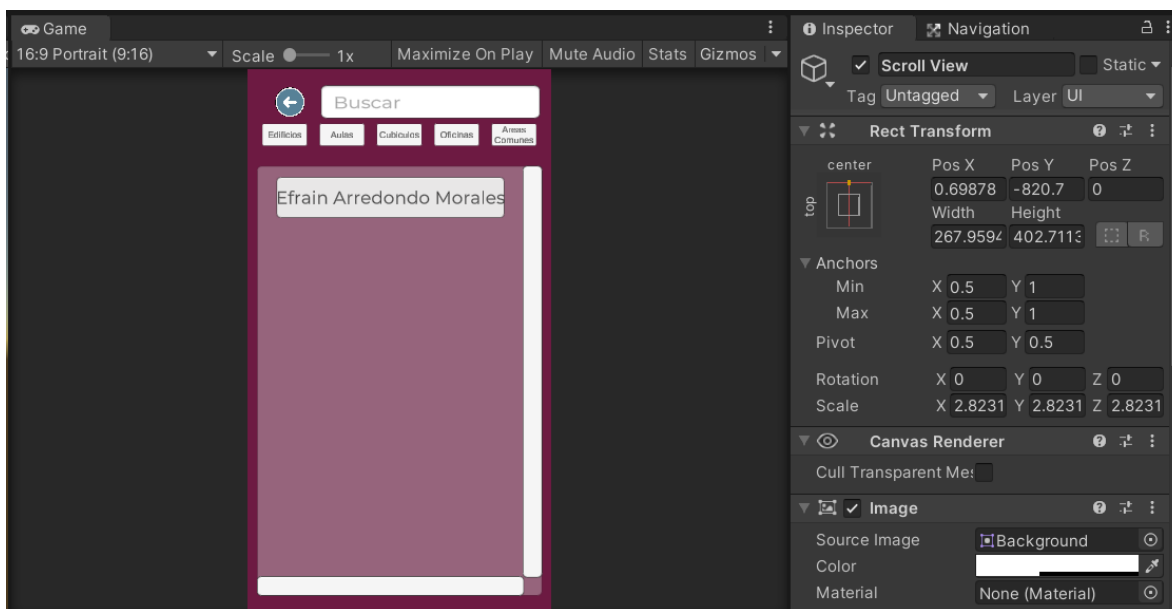 Game
16:9 Portrait (9:16) Scale 1x Maximize On Play Mute Audio Stats Gizmos
Buscar
Edificios Aulas Cubículos Oficinas Áreas Comunes
Efrain Arredondo Morales
Inspector Navigation
Scroll View Static
Tag Untagged Layer UI
Rect Transform
center Pos X Pos Y Pos Z
top 0.69878 -820.7 0
Width Height
267.9594 402.7113 R
Anchors
Min X 0.5 Y 1
Max X 0.5 Y 1
Pivot X 0.5 Y 0.5
Rotation X 0 Y 0 Z 0
Scale X 2.8231 Y 2.8231 Z 2.8231
Canvas Renderer
Cull Transparent Mes
Image
Source Image Background
Color
Material None (Material)